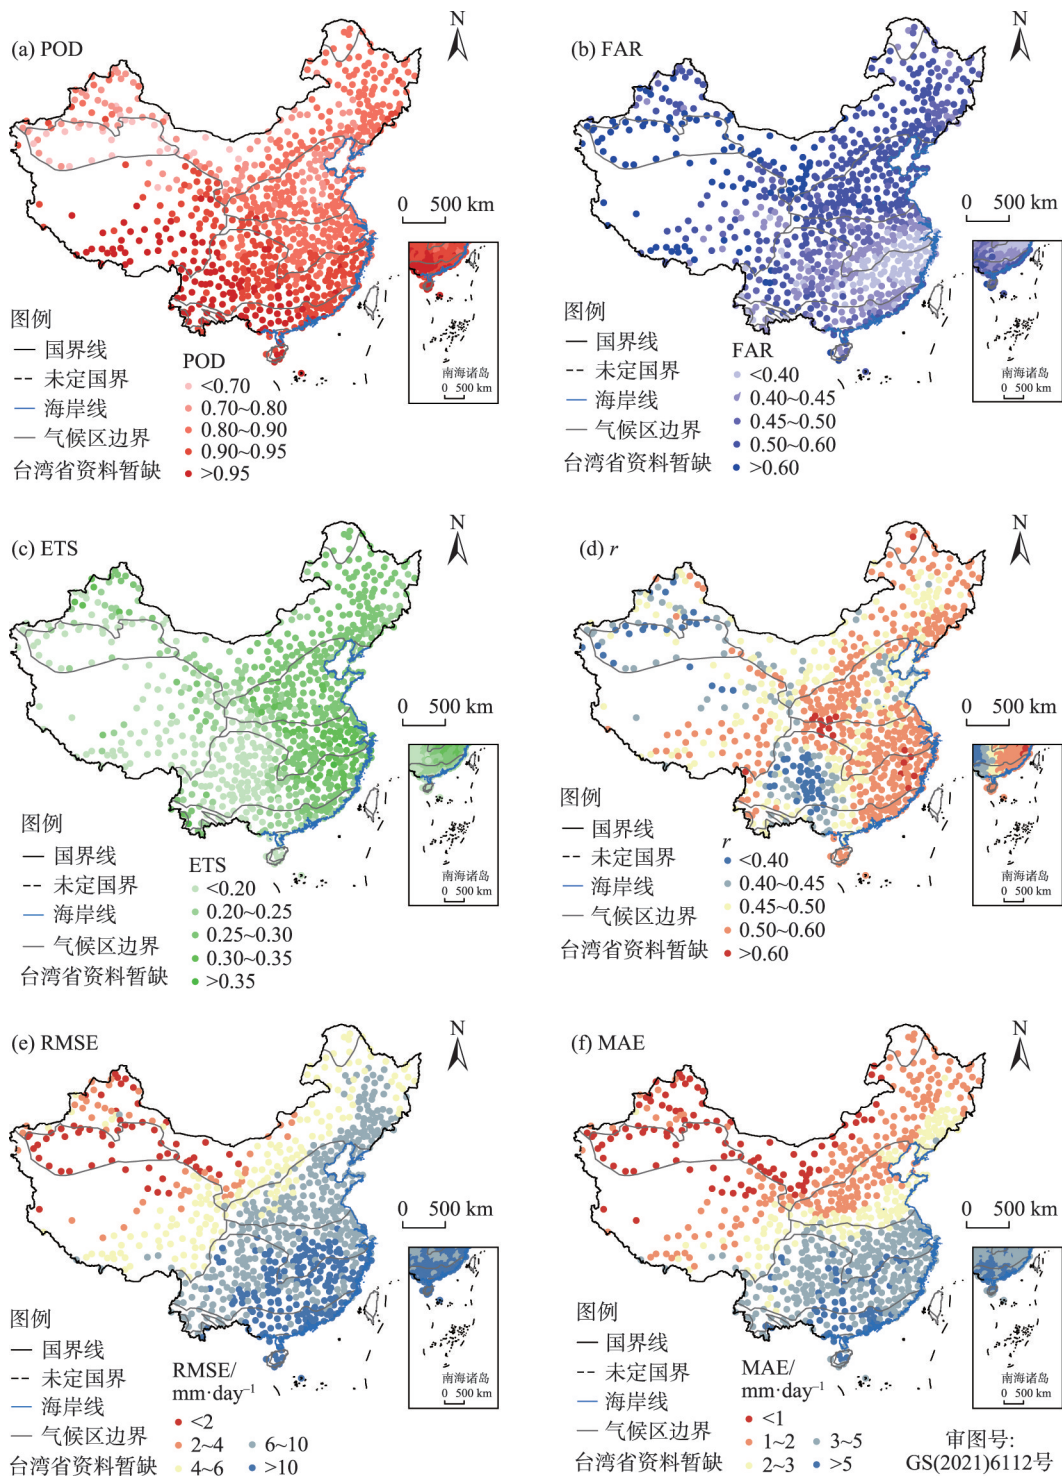 (a) POD
N
0 500 km
南海诸岛
0 500 km
图例
国界线
未定国界
海岸线
气候区边界
台湾省资料暂缺
POD
<0.70
0.70~0.80
0.80~0.90
0.90~0.95
>0.95
(b) FAR
N
0 500 km
南海诸岛
0 500 km
图例
国界线
未定国界
海岸线
气候区边界
台湾省资料暂缺
FAR
<0.40
0.40~0.45
0.45~0.50
0.50~0.60
>0.60
(c) ETS
N
0 500 km
南海诸岛
0 500 km
图例
国界线
未定国界
海岸线
气候区边界
台湾省资料暂缺
ETS
<0.20
0.20~0.25
0.25~0.30
0.30~0.35
>0.35
(d) r
N
0 500 km
南海诸岛
0 500 km
图例
国界线
未定国界
海岸线
气候区边界
台湾省资料暂缺
r
<0.40
0.40~0.45
0.45~0.50
0.50~0.60
>0.60
(e) RMSE
N
0 500 km
南海诸岛
0 500 km
图例
国界线
未定国界
海岸线
气候区边界
台湾省资料暂缺
RMSE/
mm·day⁻¹
<2
2~4
4~6
6~10
>10
(f) MAE
N
0 500 km
南海诸岛
0 500 km
图例
国界线
未定国界
海岸线
气候区边界
台湾省资料暂缺
MAE/
mm·day⁻¹
<1
1~2
2~3
3~5
>5
审图号:
GS(2021)6112号